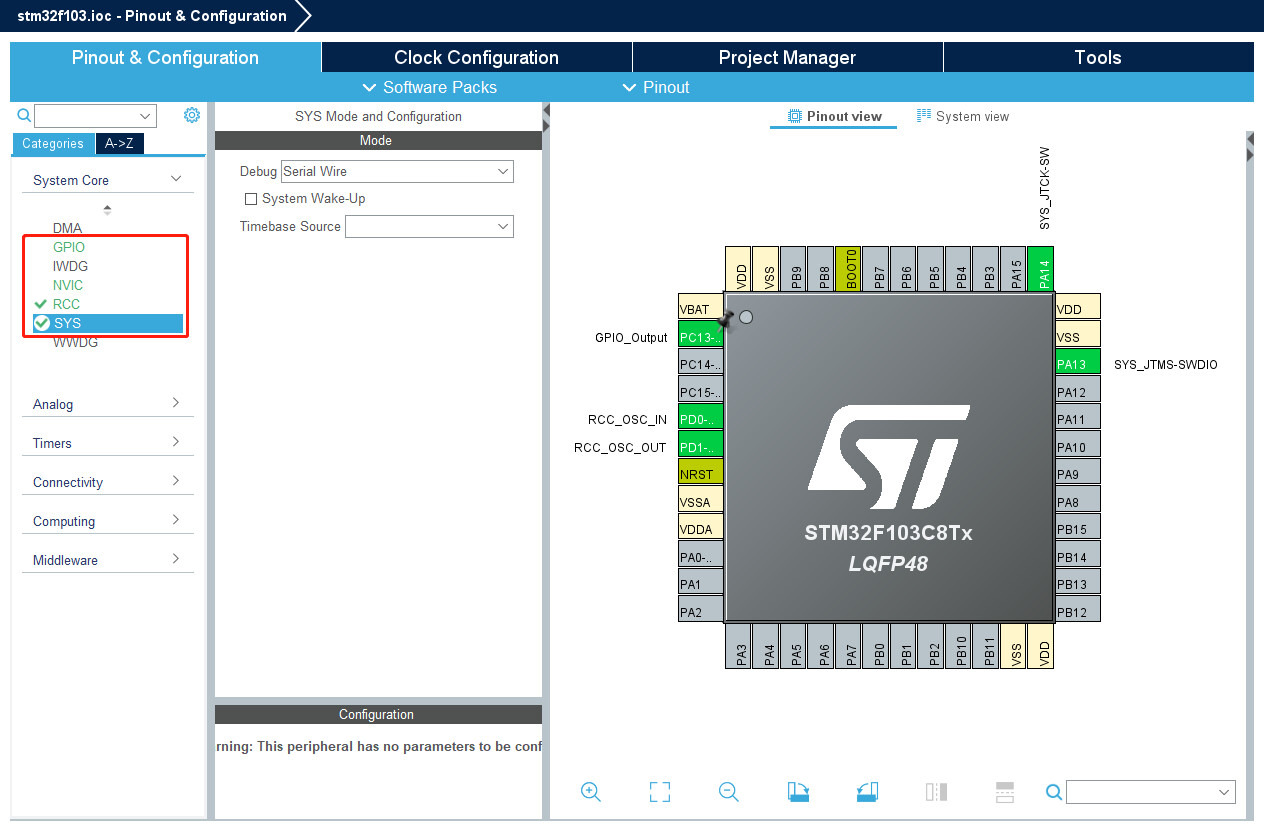 stm32f103.ioc - Pinout & Configuration
Pinout & Configuration
Clock Configuration
Project Manager
Tools
Software Packs
Pinout
Categories
A->Z
System Core
DMA
GPIO
IWDG
NVIC
RCC
SYS
WWDG
Analog
Timers
Connectivity
Computing
Middleware
SYS Mode and Configuration
Mode
Debug Serial Wire
System Wake-Up
Timebase Source
Configuration
rning: This peripheral has no parameters to be conf
Pinout view
System view
SYS_JTCK-SW
VDD
VSS
PB9
PB8
BOOT0
PB7
PB6
PB5
PB4
PB3
PA15
PA14
VBAT
GPIO_Output
PC13-..
PC14-..
PC15-..
RCC_OSC_IN
PD0-..
RCC_OSC_OUT
PD1-..
NRST
VSSA
VDDA
PA0-..
PA1
PA2
ST
STM32F103C8Tx
LQFP48
VDD
VSS
PA13
SYS_JTMS-SWDIO
PA12
PA11
PA10
PA9
PA8
PB15
PB14
PB13
PB12
PA3
PA4
PA5
PA6
PA7
PB0
PB1
PB2
PB10
PB11
VSS
VDD